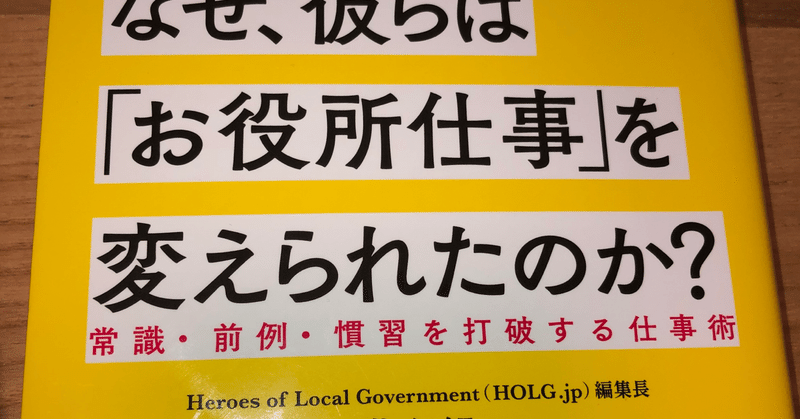 なぜ、彼らは
「お役所仕事」を
変えられたのか?
常識・前例・慣習を打破する仕事術
Heroes of Local Government(HOLG.jp)編集長